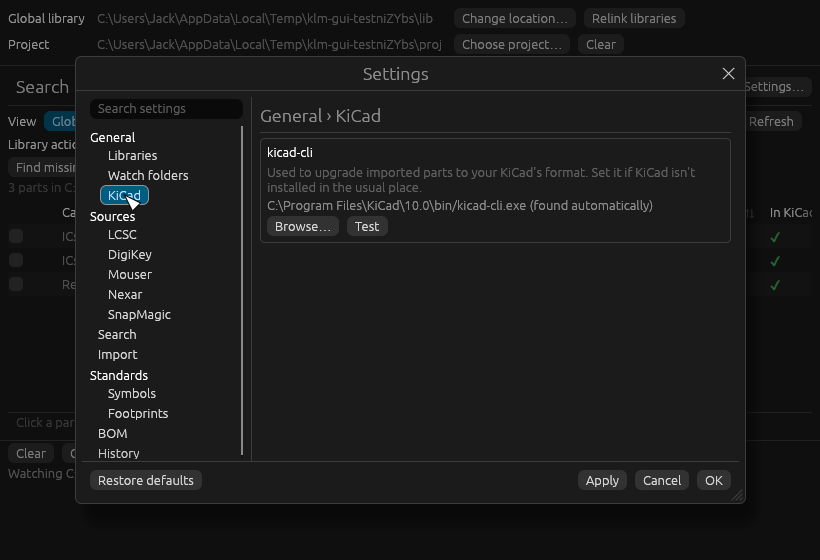 Global library C:\Users\Jack\AppData\Local\Temp\klm-gui-testniZYbs\lib Change location… Relink libraries
Project C:\Users\Jack\AppData\Local\Temp\klm-gui-testniZYbs\proj Choose project… Clear
Settings
Search Settings…
Search settings
General › KiCad
View Refresh
General
Library
kicad-cli
Libraries
Find
Used to upgrade imported parts to your KiCad's format. Set it if KiCad isn't
Watch folders
installed in the usual place.
3 parts in
KiCad
C:\Program Files\KiCad\10.0\bin/kicad-cli.exe (found automatically)
Sources
In
Browse… Test
LCSC
DigiKey
Mouser
Nexar
SnapMagic
Search
Import
Standards
Symbols
Footprints
Click a
BOM
History
Clear
Watching
Restore defaults Apply Cancel OK